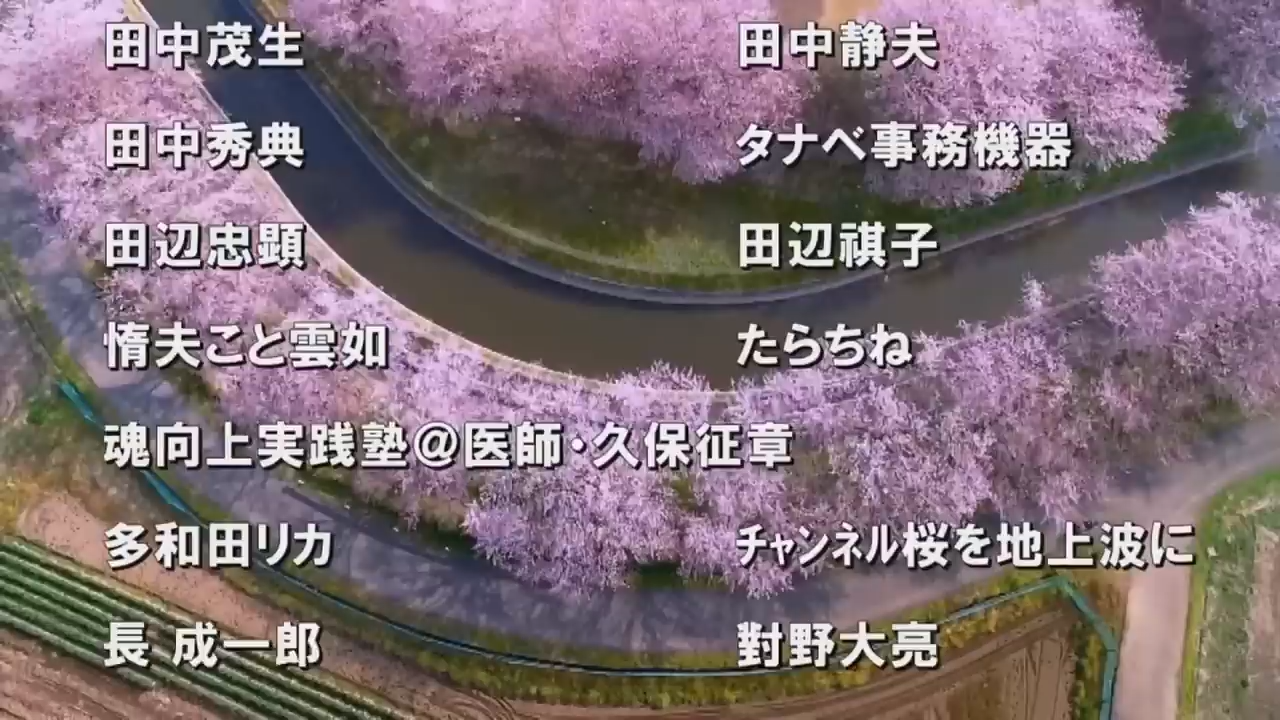 田中茂生 田中静夫
田中秀典 タナベ事務機器
田辺忠顕 田辺祺子
惰夫こと雲如 たらちね
魂向上実践塾@医師・久保征章
多和田リカ チャンネル桜を地上波に
長 成一郎 對野大亮